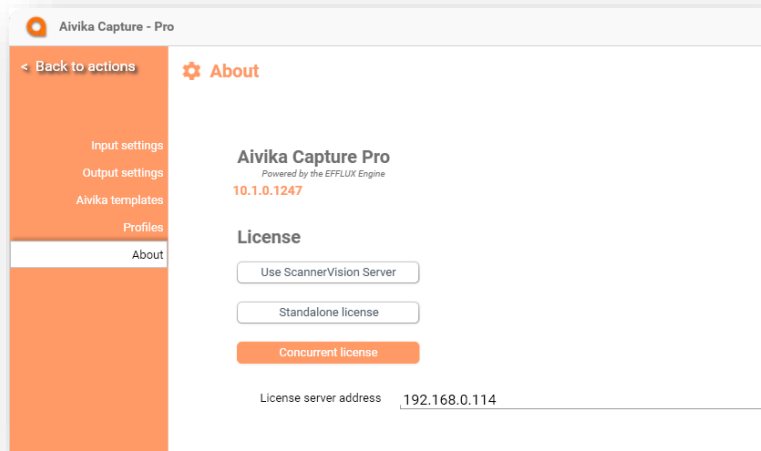 Aivika Capture - Pro
< Back to actions
About
Input settings
Output settings
Aivika templates
Profiles
About
Aivika Capture Pro
Powered by the EFFLUX Engine
10.1.0.1247
License
Use ScannerVision Server
Standalone license
Concurrent license
License server address 192.168.0.114